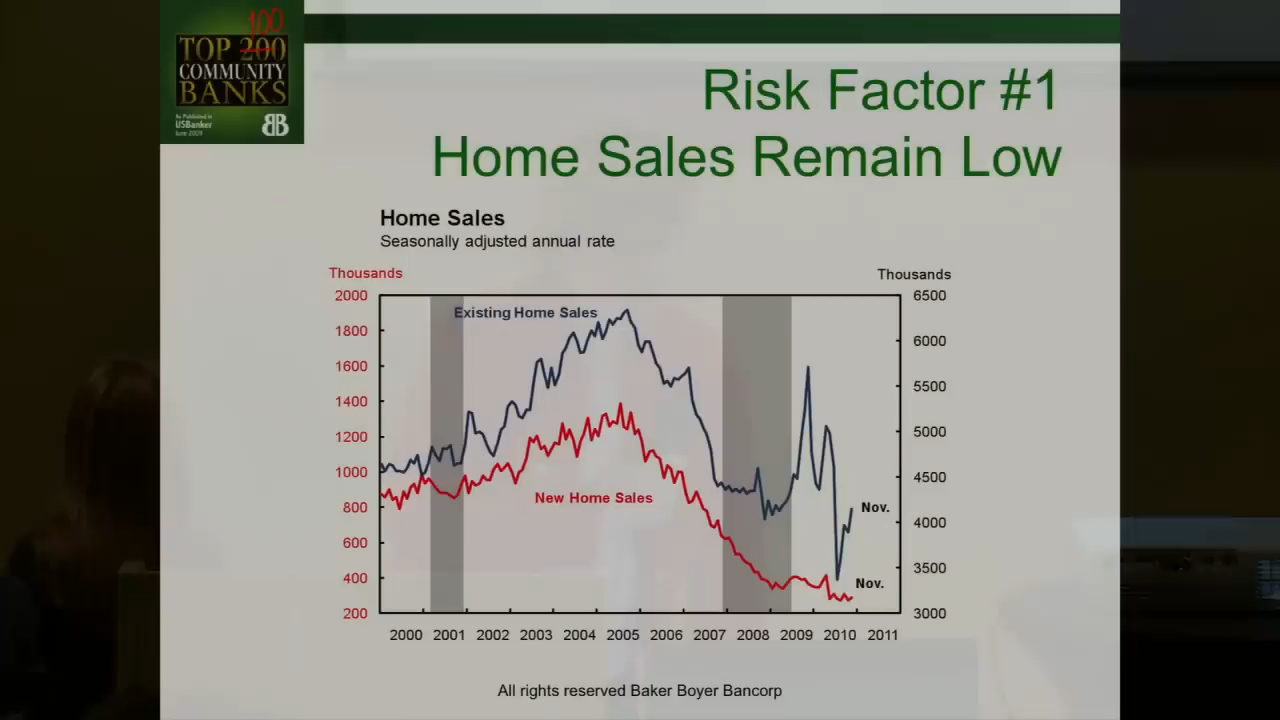 100
TOP 200
COMMUNITY
BANKS
As Published in
USBanker
June 2009
BB
Risk Factor #1
Home Sales Remain Low
Home Sales
Seasonally adjusted annual rate
Thousands
Thousands
2000
1800
1600
1400
1200
1000
800
600
400
200
Existing Home Sales
New Home Sales
Nov.
Nov.
6500
6000
5500
5000
4500
4000
3500
3000
2000 2001 2002 2003 2004 2005 2006 2007 2008 2009 2010 2011
All rights reserved Baker Boyer Bancorp